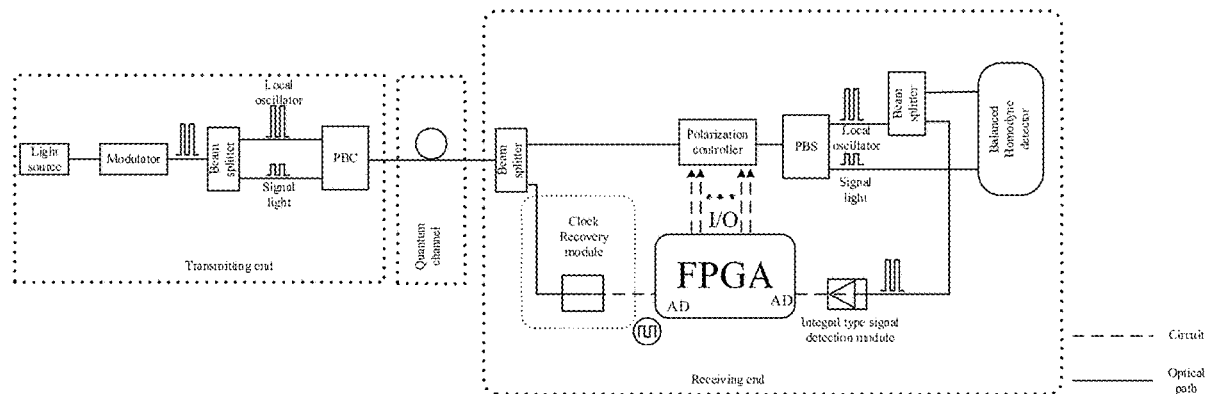 Light
source
Modulator
Beam
splitter
Local
oscillator
Signal
light
PBC
Transmitting end
Quantum
channel
Beam
splitter
Clock
Recovery
module
Polarization
controller
I/O
FPGA
AD
AD
PBS
Local
oscillator
Signal
light
Beam
splitter
Balanced
Homodyne
detector
Integral type signal
detection module
Receiving end
Circuit
Optical
path